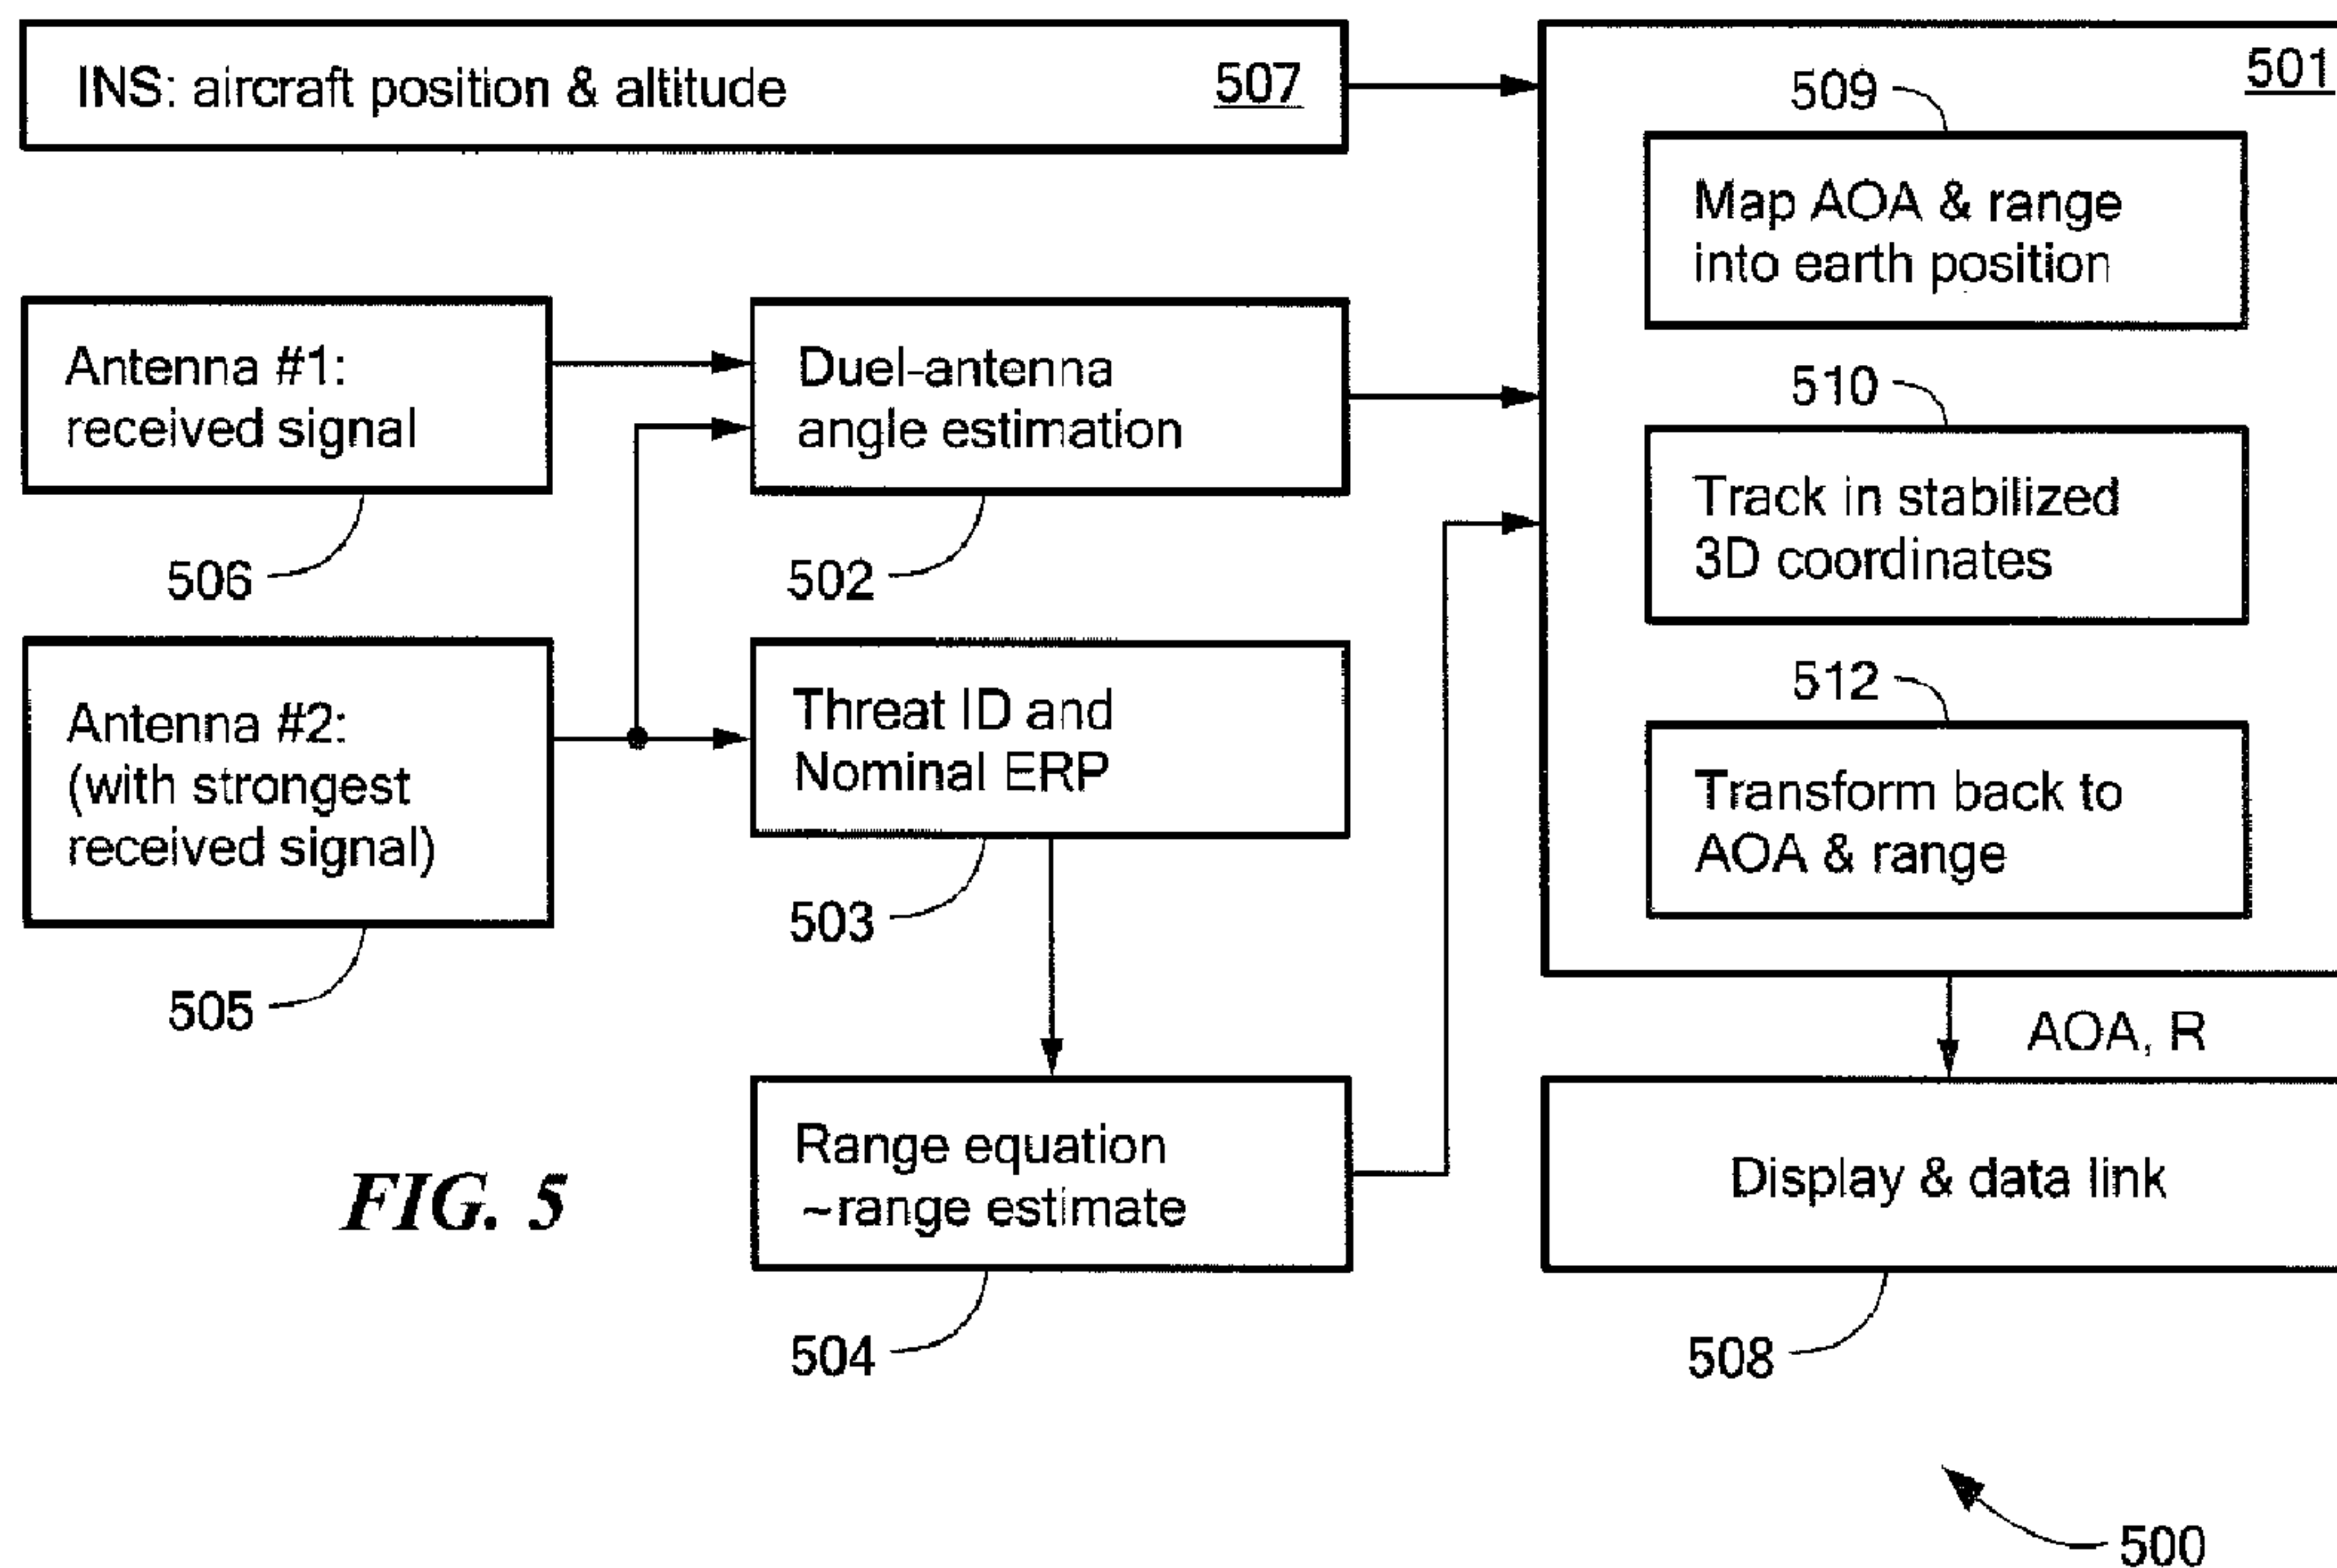 INS: aircraft position & altitude
507
501
509
Map AOA & range
into earth position
Antenna #1:
received signal
506
Duel-antenna
angle estimation
502
510
Track in stabilized
3D coordinates
Antenna #2:
(with strongest
received signal)
505
Threat ID and
Nominal ERP
503
512
Transform back to
AOA & range
AOA, R
Range equation
~range estimate
504
Display & data link
508
FIG. 5
500